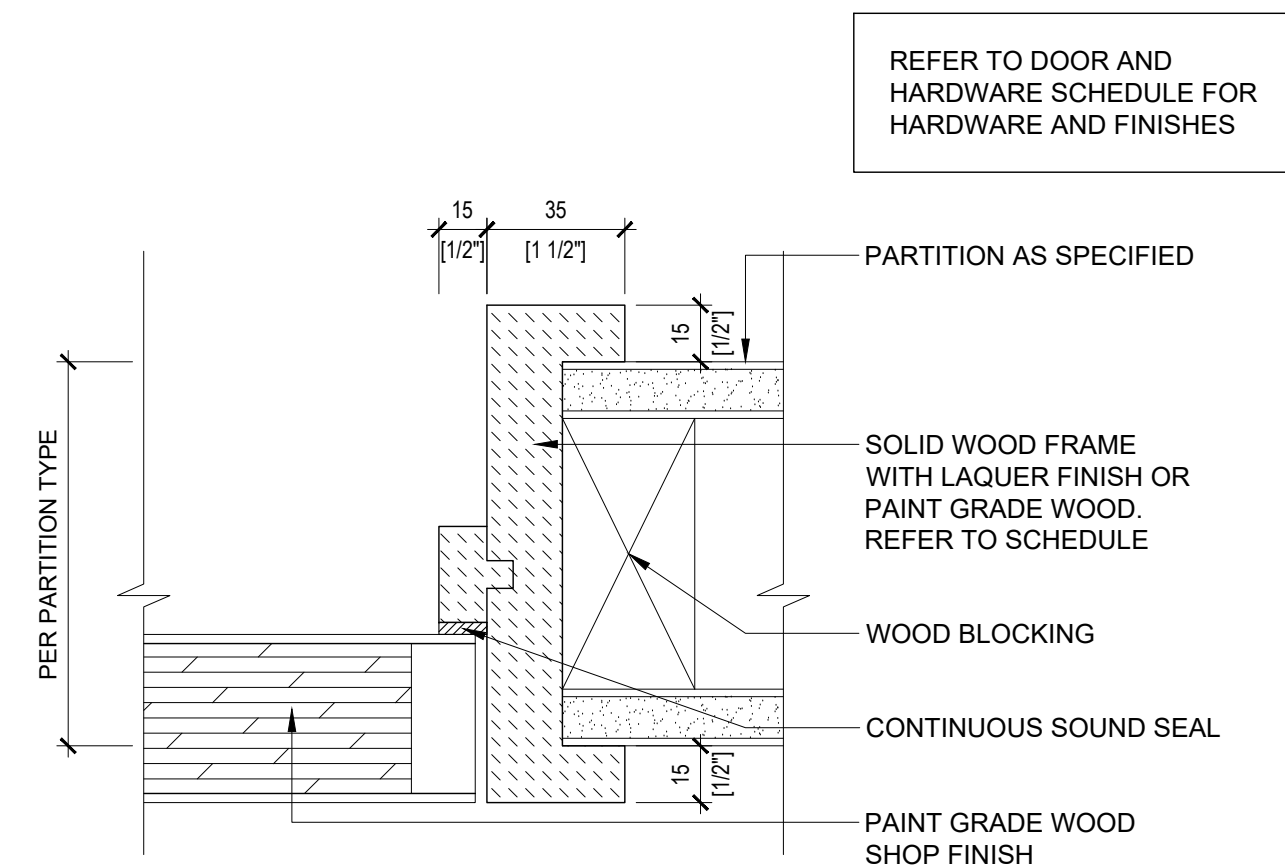 REFER TO DOOR AND
HARDWARE SCHEDULE FOR
HARDWARE AND FINISHES
15
35
[1/2"]
[1 1/2"]
PARTITION AS SPECIFIED
15
[1/2"]
SOLID WOOD FRAME
WITH LAQUER FINISH OR
PAINT GRADE WOOD.
REFER TO SCHEDULE
PER PARTITION TYPE
WOOD BLOCKING
CONTINUOUS SOUND SEAL
15
[1/2"]
PAINT GRADE WOOD
SHOP FINISH